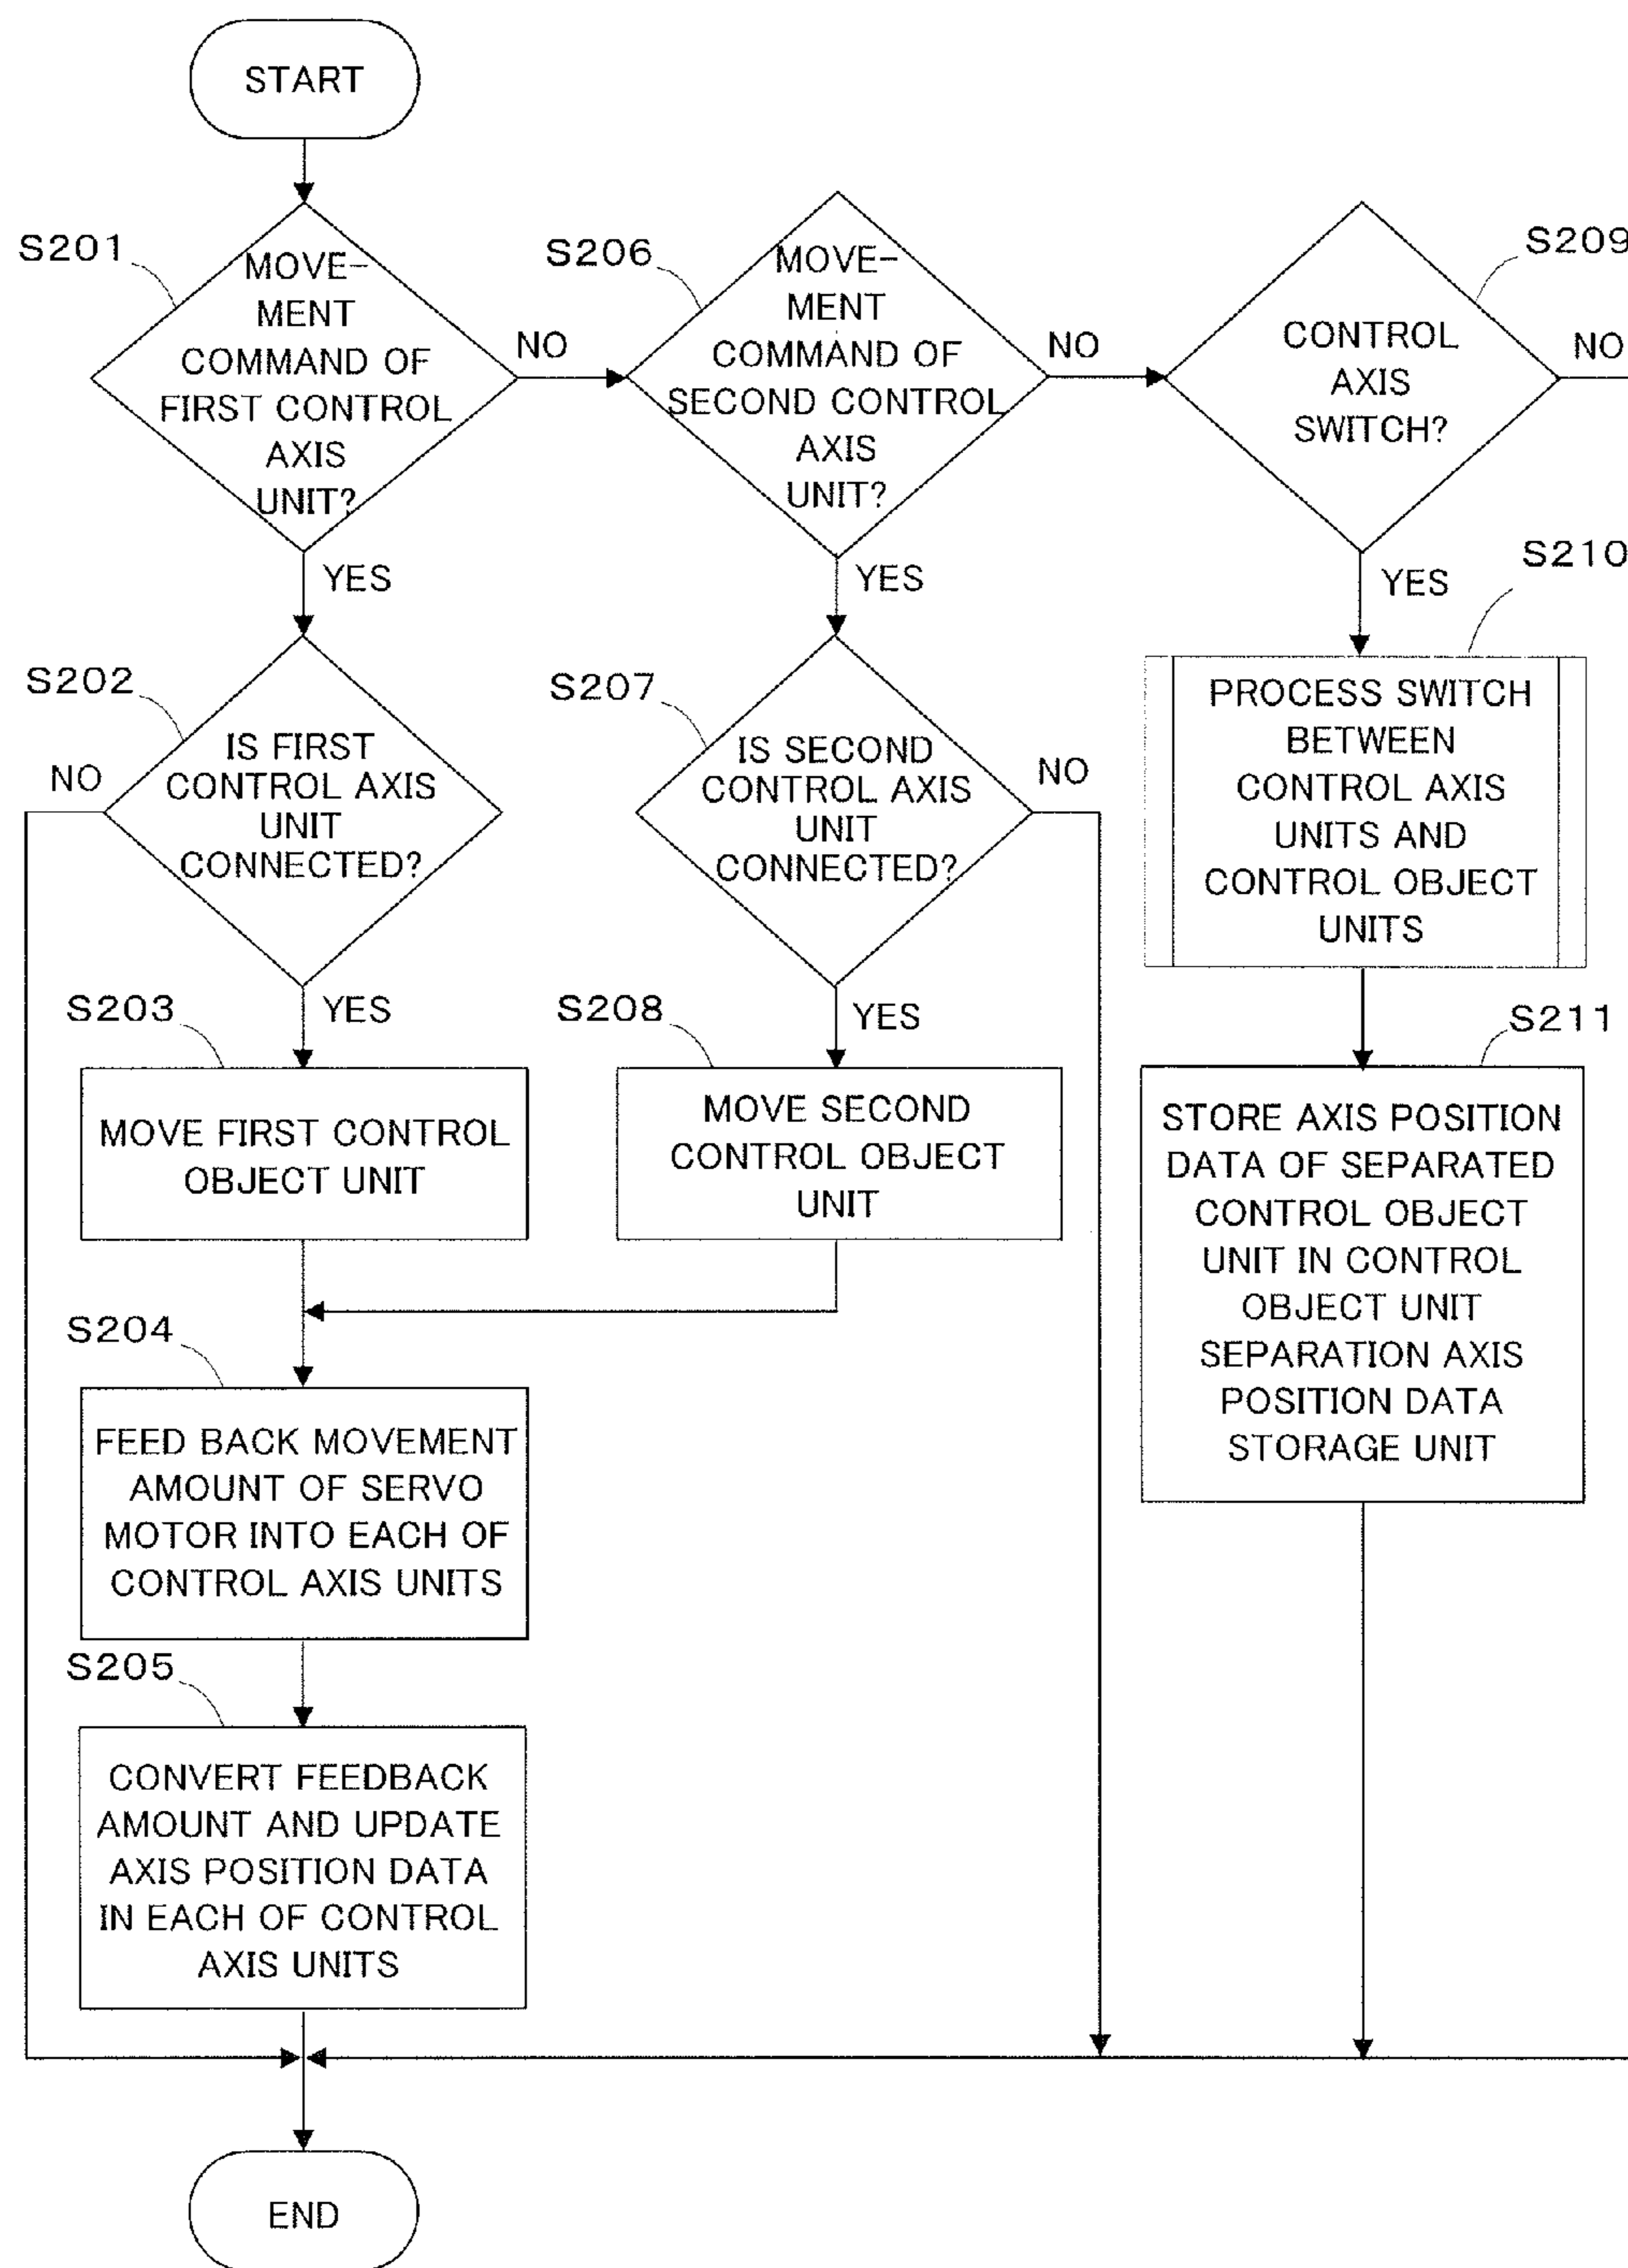 START
S201
MOVE-
MENT
COMMAND OF
FIRST CONTROL
AXIS
UNIT?
NO
YES
S206
MOVE-
MENT
COMMAND OF
SECOND CONTROL
AXIS
UNIT?
NO
YES
S209
CONTROL
AXIS
SWITCH?
NO
YES
S202
IS FIRST
CONTROL AXIS
UNIT
CONNECTED?
NO
YES
S207
IS SECOND
CONTROL AXIS
UNIT
CONNECTED?
NO
YES
S210
PROCESS SWITCH
BETWEEN
CONTROL AXIS
UNITS AND
CONTROL OBJECT
UNITS
S203
MOVE FIRST CONTROL
OBJECT UNIT
S208
MOVE SECOND
CONTROL OBJECT
UNIT
S211
STORE AXIS POSITION
DATA OF SEPARATED
CONTROL OBJECT
UNIT IN CONTROL
OBJECT UNIT
SEPARATION AXIS
POSITION DATA
STORAGE UNIT
S204
FEED BACK MOVEMENT
AMOUNT OF SERVO
MOTOR INTO EACH OF
CONTROL AXIS UNITS
S205
CONVERT FEEDBACK
AMOUNT AND UPDATE
AXIS POSITION DATA
IN EACH OF CONTROL
AXIS UNITS
END